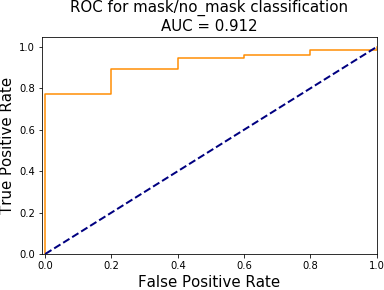 ROC for mask/no_mask classification
AUC = 0.912
True Positive Rate
1.0
0.8
0.6
0.4
0.2
0.0
0.0 0.2 0.4 0.6 0.8 1.0
False Positive Rate